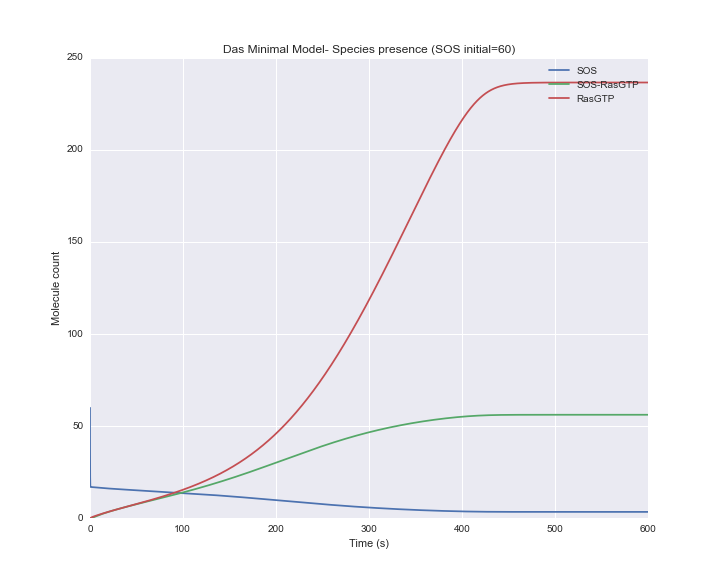 Das Minimal Model- Species presence (SOS initial=60)
250
SOS
SOS-RasGTP
RasGTP
200
150
Molecule count
100
50
0
0 100 200 300 400 500 600
Time (s)